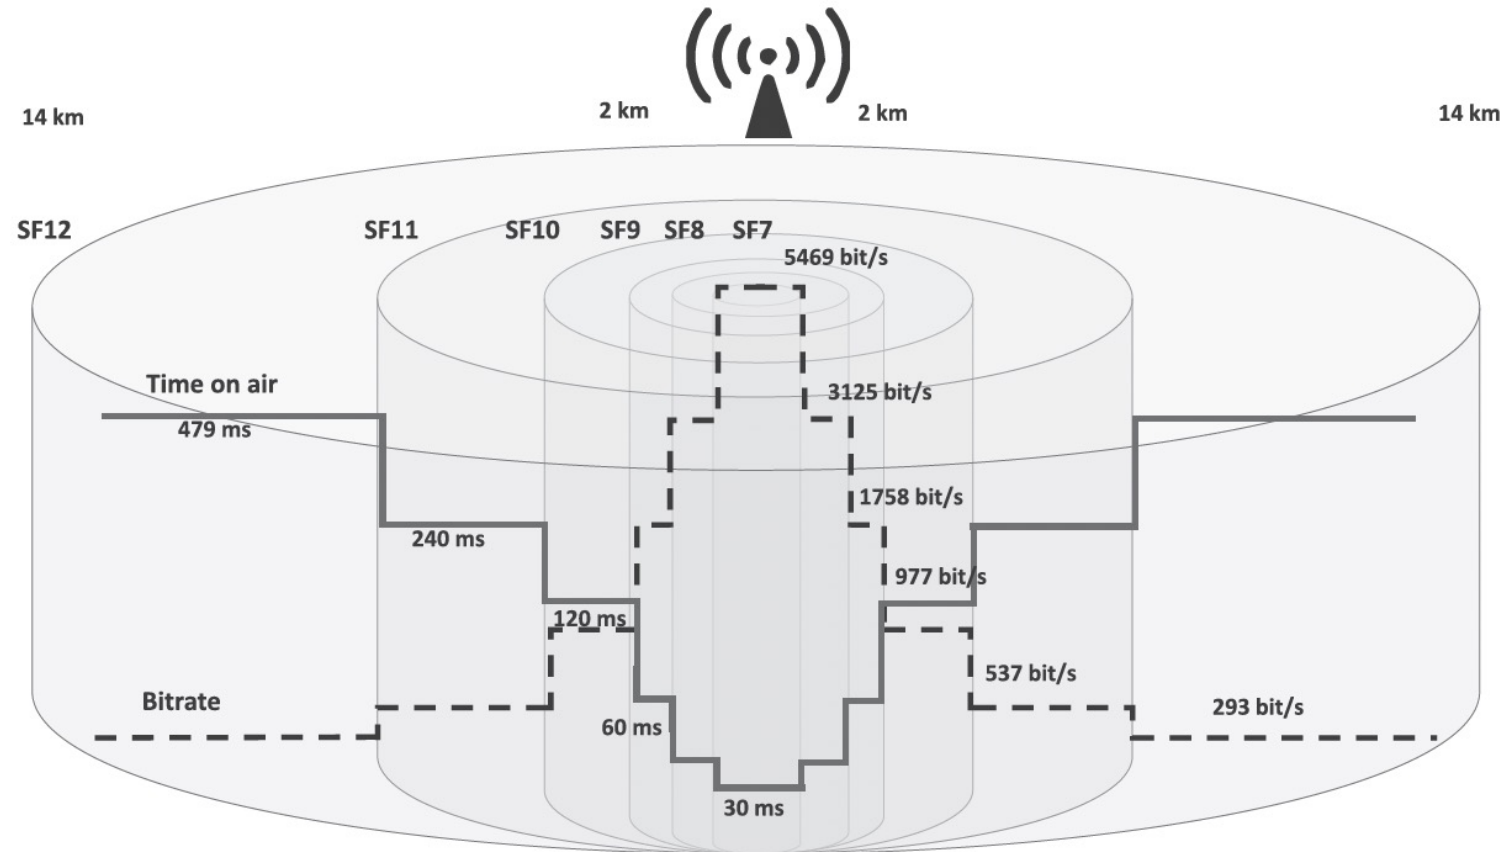 2 km
2 km
14 km
14 km
SF12
SF11
SF10
SF9
SF8
SF7
5469 bit/s
Time on air
3125 bit/s
479 ms
1758 bit/s
240 ms
977 bit/s
120 ms
537 bit/s
Bitrate
293 bit/s
60 ms
30 ms